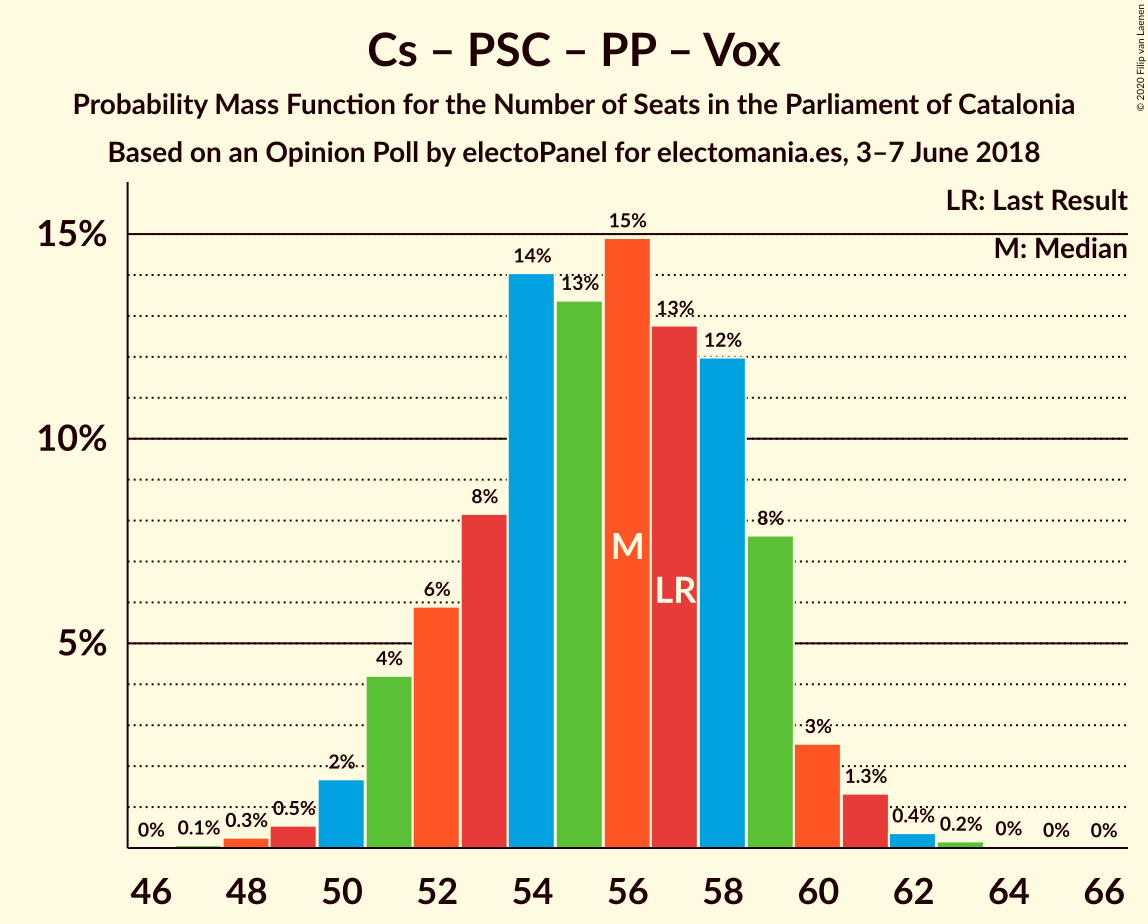 Cs – PSC – PP – Vox
Probability Mass Function for the Number of Seats in the Parliament of Catalonia
Based on an Opinion Poll by electoPanel for electomania.es, 3–7 June 2018
© 2020 Filip van Laenen
LR: Last Result
M: Median
15%
10%
5%
0%
0.1%
0.3%
0.5%
2%
4%
6%
8%
14%
13%
15%
13%
12%
8%
3%
1.3%
0.4%
0.2%
0%
0%
0%
M
LR
46 48 50 52 54 56 58 60 62 64 66